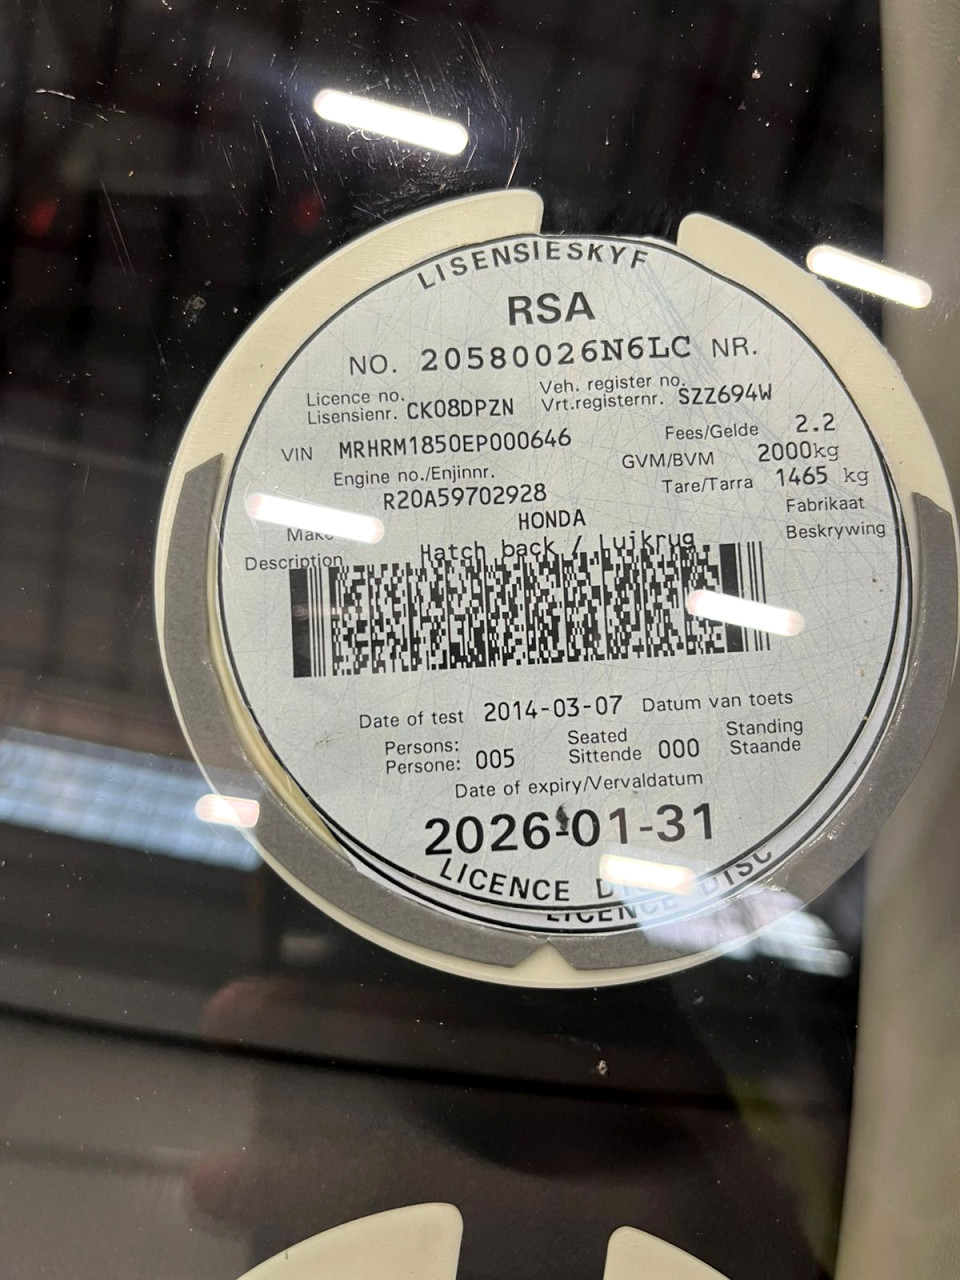 LISENSIESKYF
RSA
NO. 20580026N6LC NR.
Licence no. Veh. register no.
Lisensienr. CK08DPZN Vrt.registernr. SZZ694W
VIN MRHRM1850EP000646 Fees/Gelde 2.2
Engine no./Enjinnr. GVM/BVM 2000kg
R20A59702928 Tare/Tarra 1465 kg
Make HONDA Fabrikaat
Description Hatch back / Luikrug Beskrywing
Date of test 2014-03-07 Datum van toets
Persons: Seated Standing
Persone: 005 Sittende 000 Staande
Date of expiry/Vervaldatum
2026-01-31
LICENCE DISC
LICENCE DISC